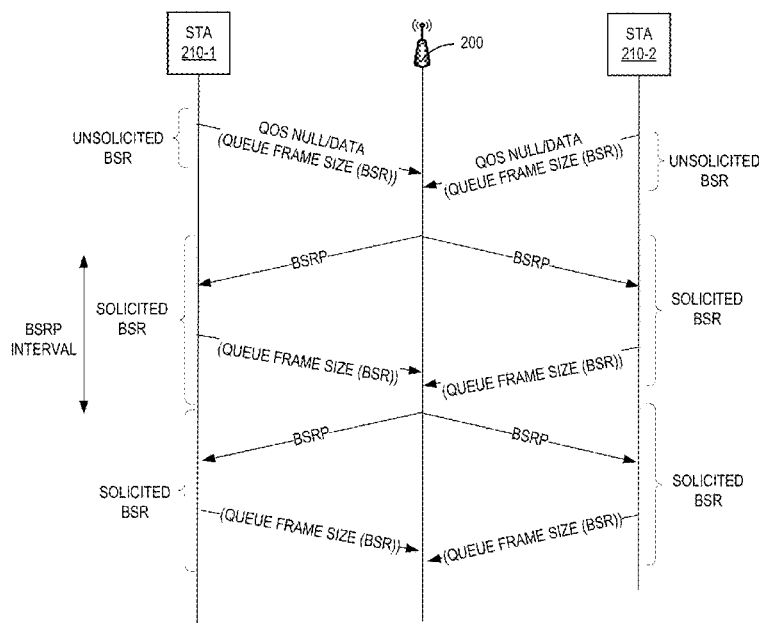 STA
210-1
200
STA
210-2
UNSOLICITED
BSR
QOS NULL/DATA
(QUEUE FRAME SIZE (BSR))
QOS NULL/DATA
(QUEUE FRAME SIZE (BSR))
UNSOLICITED
BSR
BSRP
BSRP
BSRP
INTERVAL
SOLICITED
BSR
SOLICITED
BSR
(QUEUE FRAME SIZE (BSR))
(QUEUE FRAME SIZE (BSR))
BSRP
BSRP
SOLICITED
BSR
SOLICITED
BSR
(QUEUE FRAME SIZE (BSR))
(QUEUE FRAME SIZE (BSR))